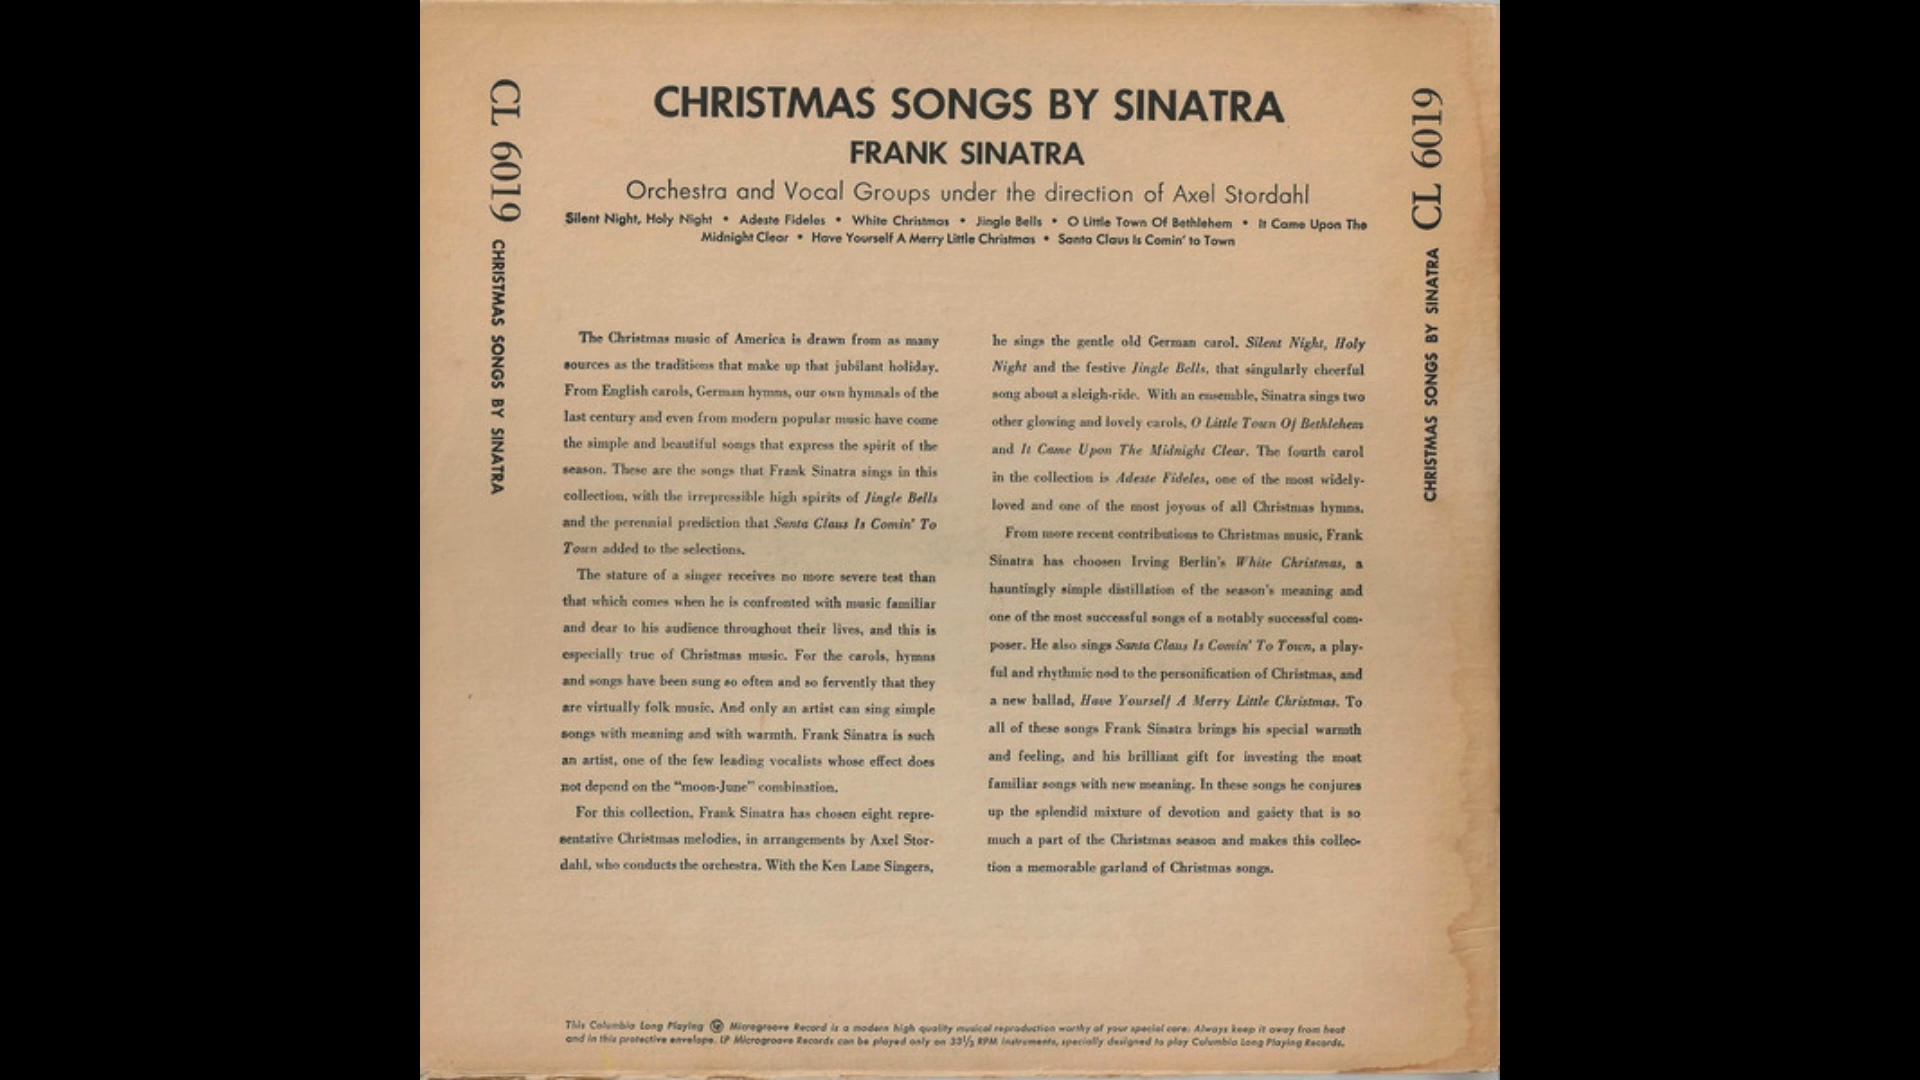 CHRISTMAS SONGS BY SINATRA
FRANK SINATRA
Orchestra and Vocal Groups under the direction of Axel Stordahl
Silent Night, Holy Night • Adeste Fideles • White Christmas • Jingle Bells • O Little Town Of Bethlehem • It Came Upon The
Midnight Clear • Have Yourself A Merry Little Christmas • Santa Claus Is Comin' to Town
CL 6019 CHRISTMAS SONGS BY SINATRA
The Christmas music of America is drawn from as many
sources as the traditions that make up that jubilant holiday.
From English carols, German hymns, our own hymnals of the
last century and even from modern popular music have come
the simple and beautiful songs that express the spirit of the
season. These are the songs that Frank Sinatra sings in this
collection, with the irrepressible high spirits of Jingle Bells
and the perennial prediction that Santa Claus Is Comin' To
Town added to the selections.
The stature of a singer receives no more severe test than
that which comes when he is confronted with music familiar
and dear to his audience throughout their lives, and this is
especially true of Christmas music. For the carols, hymns
and songs have been sung so often and so fervently that they
are virtually folk music. And only an artist can sing simple
songs with meaning and with warmth. Frank Sinatra is such
an artist, one of the few leading vocalists whose effect does
not depend on the "moon-June" combination.
For this collection, Frank Sinatra has chosen eight repre-
sentative Christmas melodies, in arrangements by Axel Stor-
dahl, who conducts the orchestra. With the Ken Lane Singers,
he sings the gentle old German carol, Silent Night, Holy
Night and the festive Jingle Bells, that singularly cheerful
song about a sleigh-ride. With an ensemble, Sinatra sings two
other glowing and lovely carols, O Little Town Of Bethlehem
and It Came Upon The Midnight Clear. The fourth carol
in the collection is Adeste Fideles, one of the most widely-
loved and one of the most joyous of all Christmas hymns.
From more recent contributions to Christmas music, Frank
Sinatra has choosen Irving Berlin's White Christmas, a
hauntingly simple distillation of the season's meaning and
one of the most successful songs of a notably successful com-
poser. He also sings Santa Claus Is Comin' To Town, a play-
ful and rhythmic nod to the personification of Christmas, and
a new ballad, Have Yourself A Merry Little Christmas. To
all of these songs Frank Sinatra brings his special warmth
and feeling, and his brilliant gift for investing the most
familiar songs with new meaning. In these songs he conjures
up the splendid mixture of devotion and gaiety that is so
much a part of the Christmas season and makes this collec-
tion a memorable garland of Christmas songs.
CL 6019 CHRISTMAS SONGS BY SINATRA
This Columbia Long Playing LP Microgroove Record is a modern high quality musical reproduction worthy of your special care. Always keep it away from heat
and in this protective envelope. LP Microgroove Records can be played only on 33⅓ RPM instruments, specially designed to play Columbia Long Playing Records.